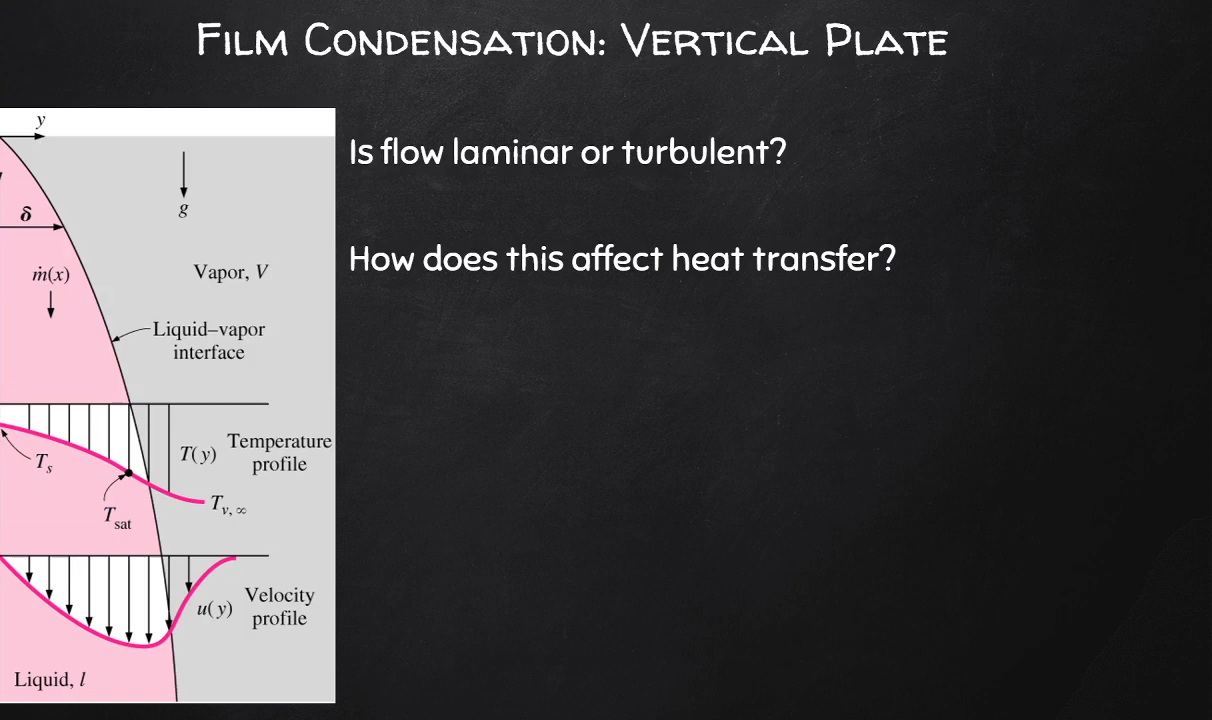 Film Condensation: Vertical Plate
y
Is flow laminar or turbulent?
g
δ
How does this affect heat transfer?
ṁ(x)
Vapor, V
Liquid–vapor
interface
T(y)
Temperature
profile
T_s
T_v,∞
T_sat
u(y)
Velocity
profile
Liquid, l